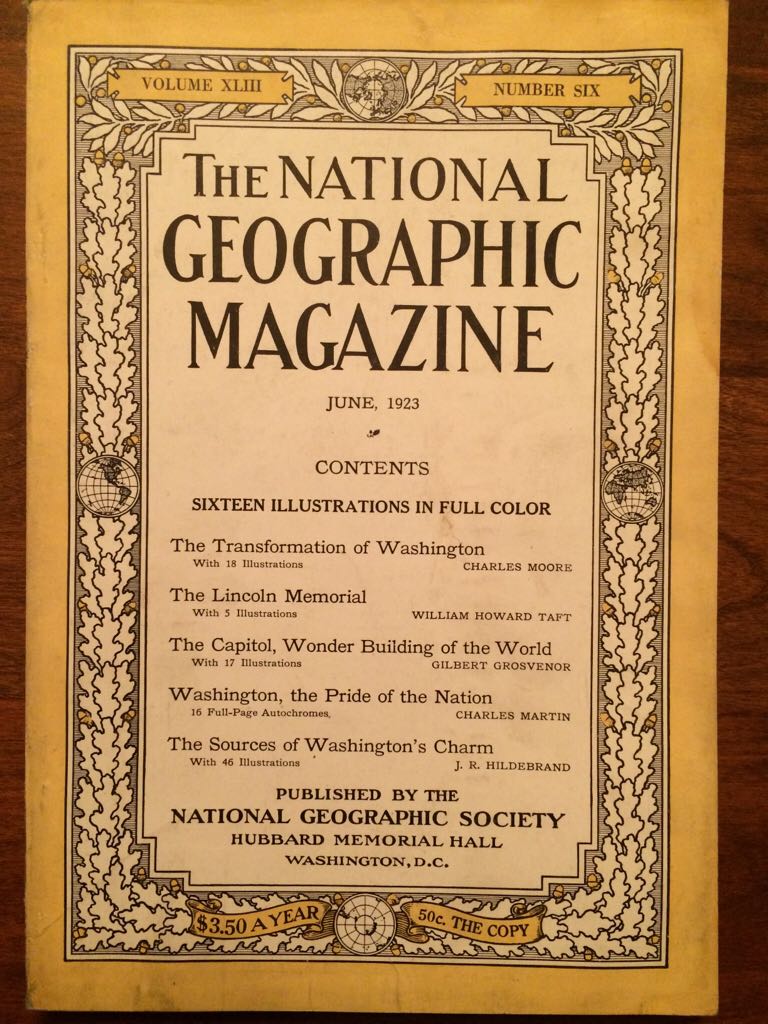 VOLUME XLIII
NUMBER SIX
THE NATIONAL
GEOGRAPHIC
MAGAZINE
JUNE, 1923
CONTENTS
SIXTEEN ILLUSTRATIONS IN FULL COLOR
The Transformation of Washington
With 18 Illustrations CHARLES MOORE
The Lincoln Memorial
With 5 Illustrations WILLIAM HOWARD TAFT
The Capitol, Wonder Building of the World
With 17 Illustrations GILBERT GROSVENOR
Washington, the Pride of the Nation
16 Full-Page Autochromes, CHARLES MARTIN
The Sources of Washington's Charm
With 46 Illustrations J. R. HILDEBRAND
PUBLISHED BY THE
NATIONAL GEOGRAPHIC SOCIETY
HUBBARD MEMORIAL HALL
WASHINGTON, D.C.
$3.50 A YEAR
50c. THE COPY